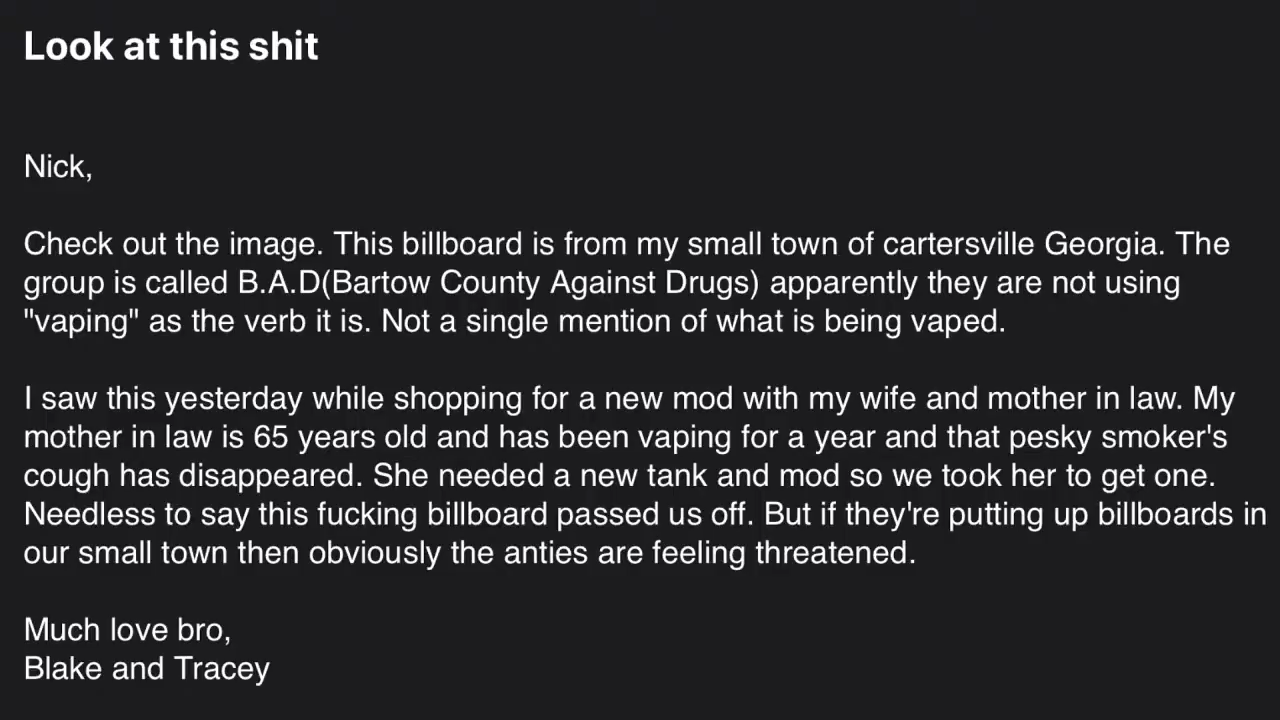 Look at this shit
Nick,
Check out the image. This billboard is from my small town of cartersville Georgia. The
group is called B.A.D(Bartow County Against Drugs) apparently they are not using
"vaping" as the verb it is. Not a single mention of what is being vaped.
I saw this yesterday while shopping for a new mod with my wife and mother in law. My
mother in law is 65 years old and has been vaping for a year and that pesky smoker's
cough has disappeared. She needed a new tank and mod so we took her to get one.
Needless to say this fucking billboard passed us off. But if they're putting up billboards in
our small town then obviously the anties are feeling threatened.
Much love bro,
Blake and Tracey